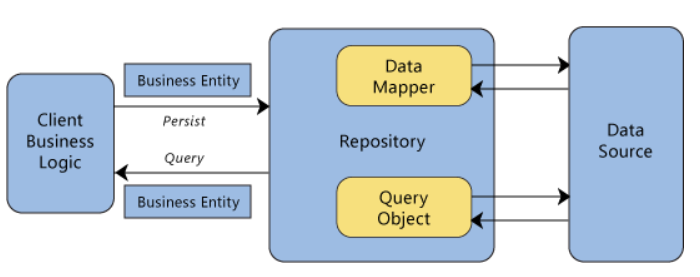 Client
Business
Logic
Business Entity
Persist
Query
Business Entity
Repository
Data
Mapper
Query
Object
Data
Source